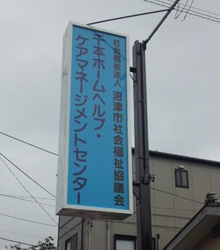 社会福祉法人 沼津市社会福祉協議会
千本ホームヘルプ・
ケアマネージメントセンター